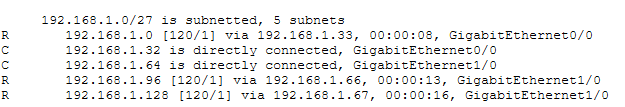 192.168.1.0/27 is subnetted, 5 subnets
R 192.168.1.0 [120/1] via 192.168.1.33, 00:00:08, GigabitEthernet0/0
C 192.168.1.32 is directly connected, GigabitEthernet0/0
C 192.168.1.64 is directly connected, GigabitEthernet1/0
R 192.168.1.96 [120/1] via 192.168.1.66, 00:00:13, GigabitEthernet1/0
R 192.168.1.128 [120/1] via 192.168.1.67, 00:00:16, GigabitEthernet1/0